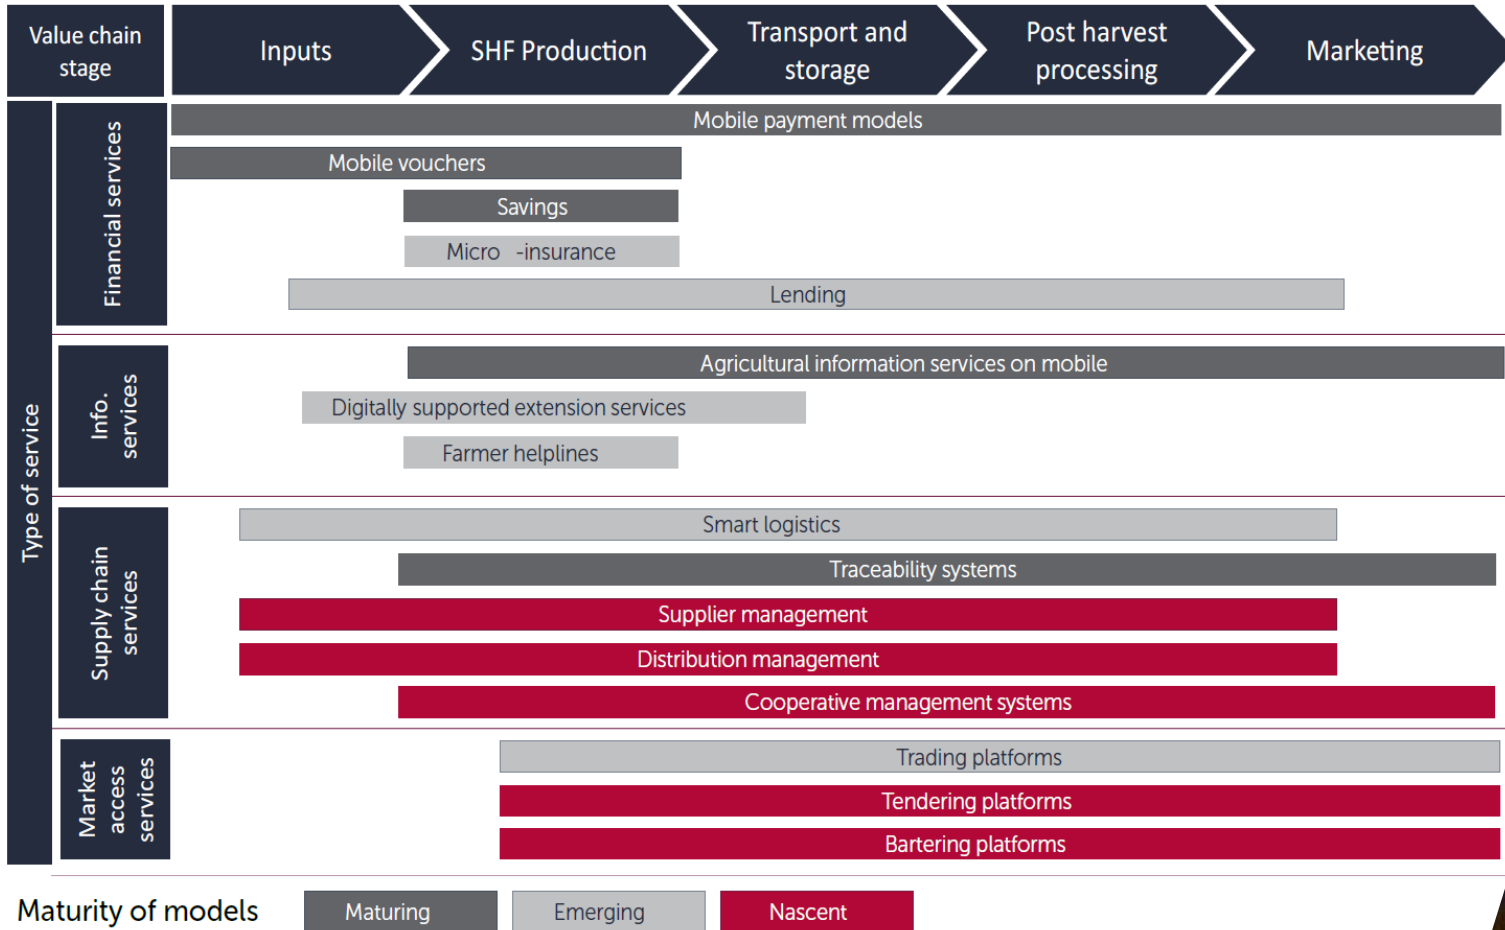 Value chain
stage
Inputs
SHF Production
Transport and
storage
Post harvest
processing
Marketing
Type of service
Financial services
Mobile payment models
Mobile vouchers
Savings
Micro -insurance
Lending
Info.
services
Agricultural information services on mobile
Digitally supported extension services
Farmer helplines
Supply chain
services
Smart logistics
Traceability systems
Supplier management
Distribution management
Cooperative management systems
Market
access
services
Trading platforms
Tendering platforms
Bartering platforms
Maturity of models
Maturing
Emerging
Nascent